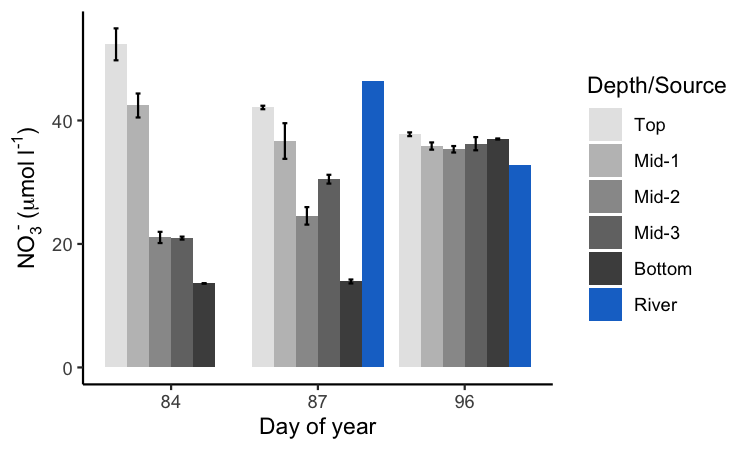 NO₃⁻ (μmol l⁻¹)
40
20
0
84
87
96
Day of year
Depth/Source
Top
Mid-1
Mid-2
Mid-3
Bottom
River